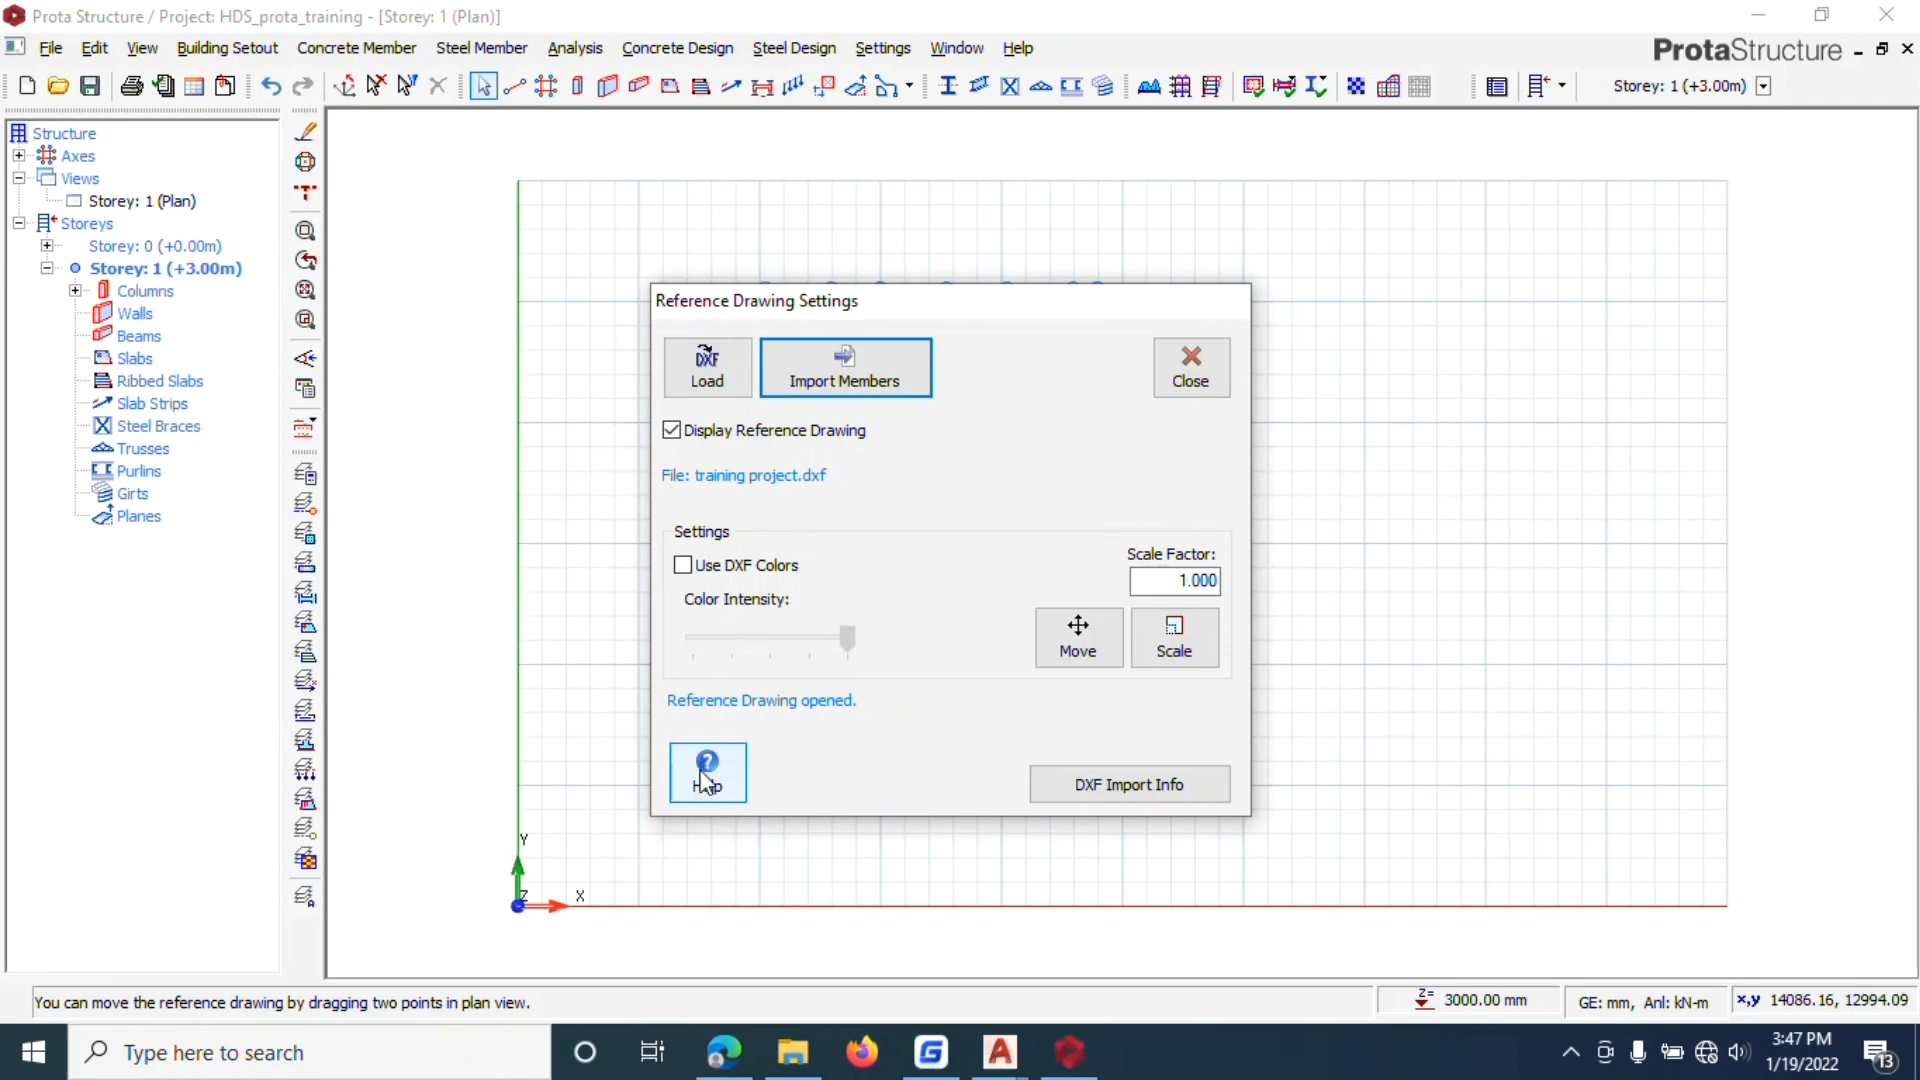 Prota Structure / Project: HDS_prota_training - [Storey: 1 (Plan)]
File Edit View Building Setout Concrete Member Steel Member Analysis Concrete Design Steel Design Settings Window Help
ProtaStructure
Storey: 1 (+3.00m)
Structure
Axes
Views
Storey: 1 (Plan)
Storeys
Storey: 0 (+0.00m)
Storey: 1 (+3.00m)
Columns
Walls
Beams
Slabs
Ribbed Slabs
Slab Strips
Steel Braces
Trusses
Purlins
Girts
Planes
Reference Drawing Settings
DXF
Load
Import Members
Close
Display Reference Drawing
File: training project.dxf
Settings
Use DXF Colors
Scale Factor:
1.000
Color Intensity:
Move
Scale
Reference Drawing opened.
Help
DXF Import Info
Y
Z
X
You can move the reference drawing by dragging two points in plan view.
Z=
3000.00 mm
GE: mm, Anl: kN-m
x,y 14086.16, 12994.09
Type here to search
3:47 PM
1/19/2022
13